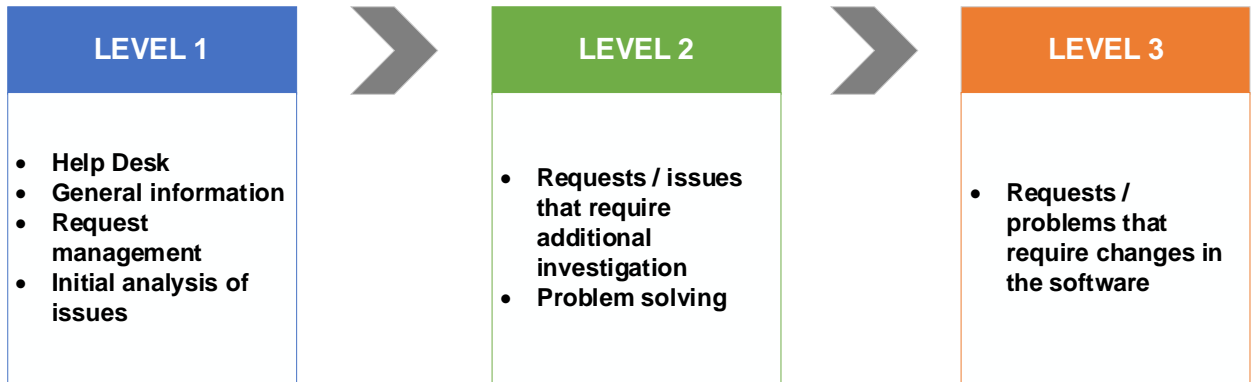 LEVEL 1
• Help Desk
• General information
• Request
management
• Initial analysis of
issues
LEVEL 2
• Requests / issues
that require
additional
investigation
• Problem solving
LEVEL 3
• Requests /
problems that
require changes in
the software